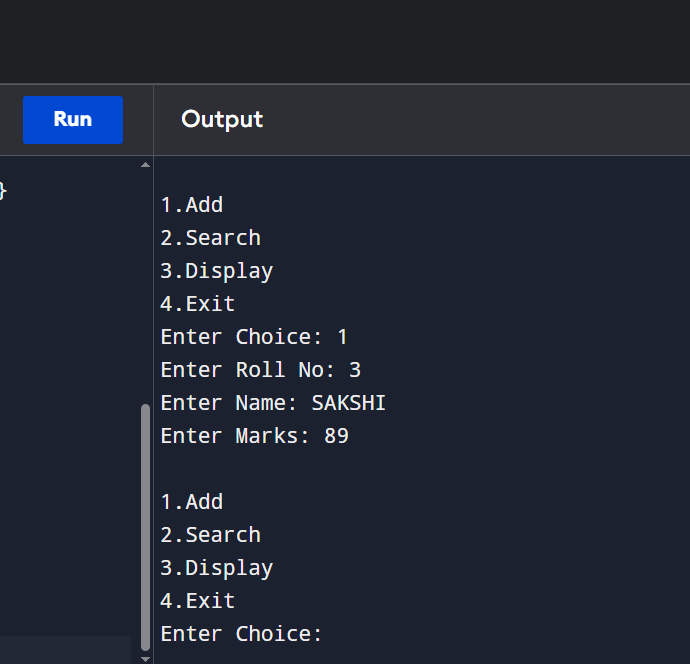 Run
Output
}
1.Add
2.Search
3.Display
4.Exit
Enter Choice: 1
Enter Roll No: 3
Enter Name: SAKSHI
Enter Marks: 89
1.Add
2.Search
3.Display
4.Exit
Enter Choice: